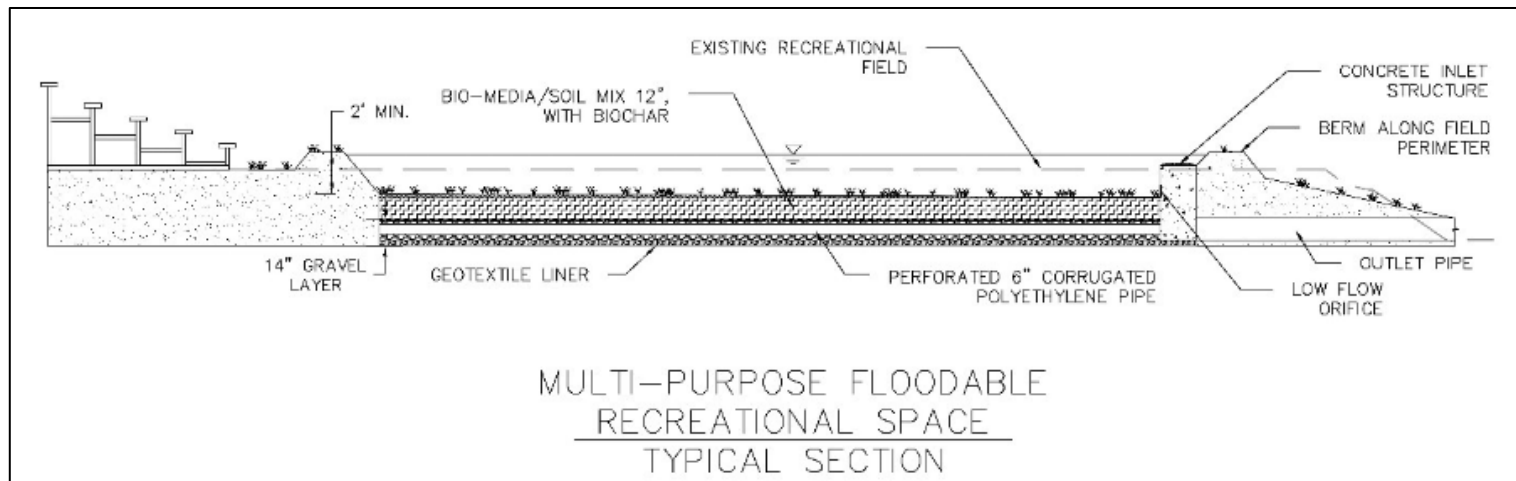 EXISTING RECREATIONAL
FIELD
CONCRETE INLET
STRUCTURE
BIO-MEDIA/SOIL MIX 12",
WITH BIOCHAR
2' MIN.
BERM ALONG FIELD
PERIMETER
14" GRAVEL
LAYER
GEOTEXTILE LINER
PERFORATED 6" CORRUGATED
POLYETHYLENE PIPE
OUTLET PIPE
LOW FLOW
ORIFICE
MULTI-PURPOSE FLOODABLE
RECREATIONAL SPACE
TYPICAL SECTION